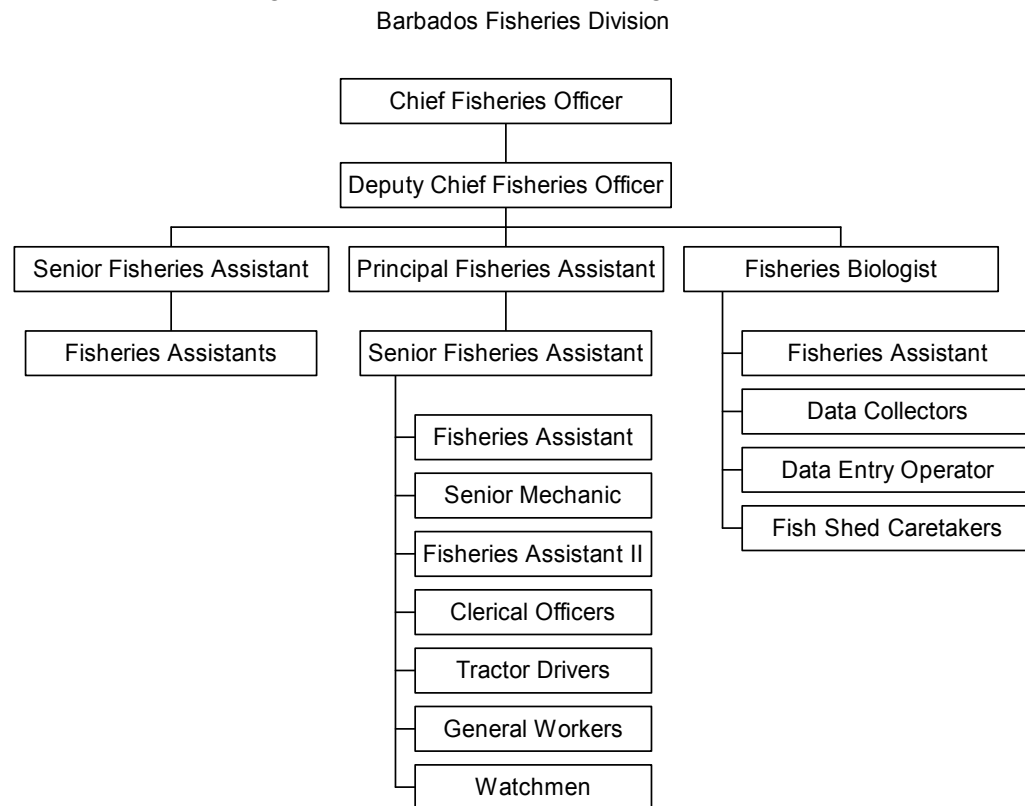 Barbados Fisheries Division
Chief Fisheries Officer
Deputy Chief Fisheries Officer
Senior Fisheries Assistant
Principal Fisheries Assistant
Fisheries Biologist
Fisheries Assistants
Senior Fisheries Assistant
Fisheries Assistant
Data Collectors
Data Entry Operator
Fish Shed Caretakers
Fisheries Assistant
Senior Mechanic
Fisheries Assistant II
Clerical Officers
Tractor Drivers
General Workers
Watchmen